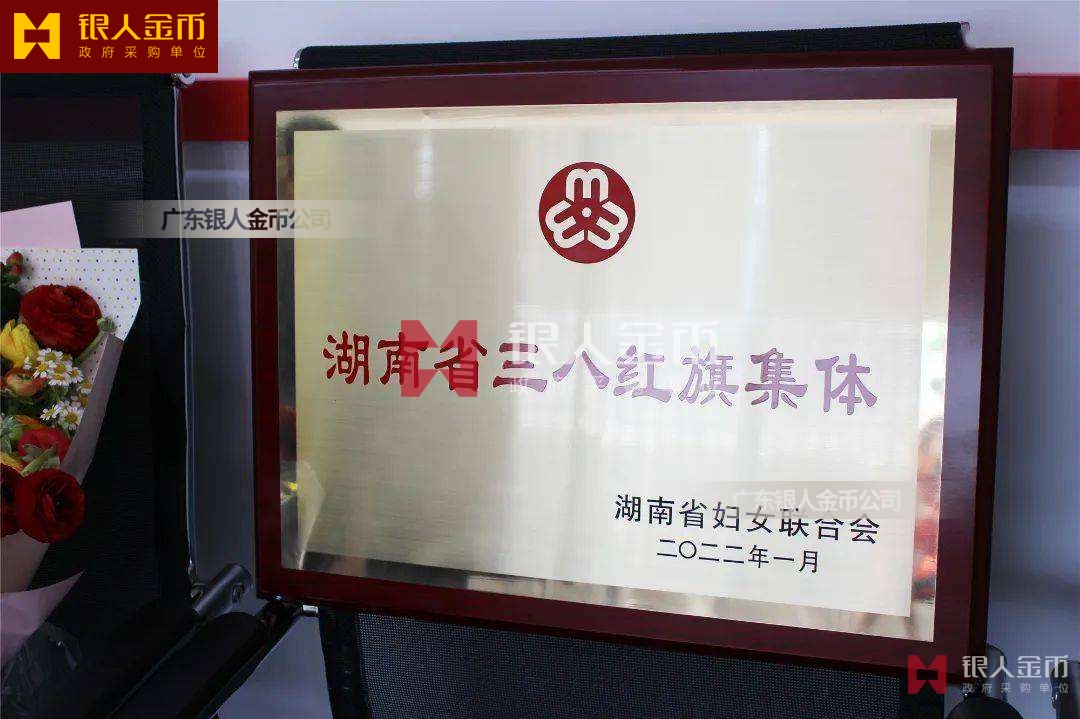 银人金币
政府采购单位
广东银人金币公司
银人金币
湖南省三八红旗集体
广东银人金币公司
湖南省妇女联合会
二〇二二年一月
银人金币
政府采购单位